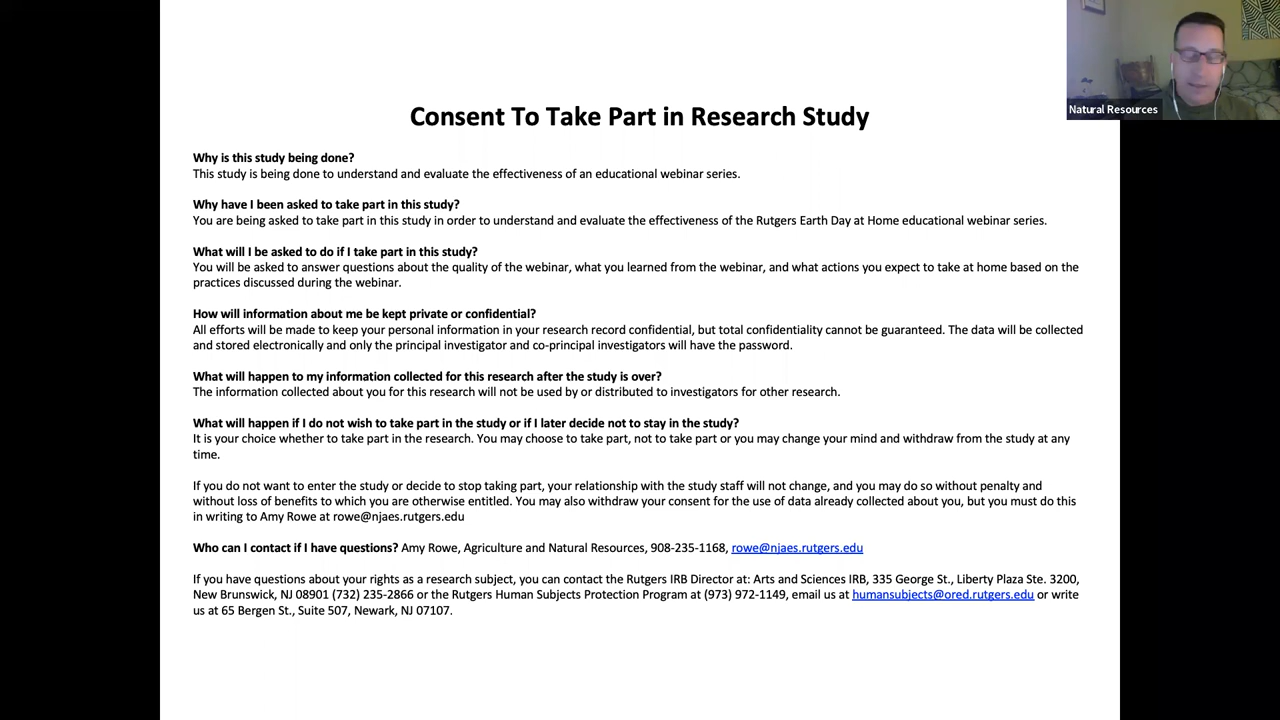 Consent To Take Part in Research Study
Natural Resources
Why is this study being done?
This study is being done to understand and evaluate the effectiveness of an educational webinar series.
Why have I been asked to take part in this study?
You are being asked to take part in this study in order to understand and evaluate the effectiveness of the Rutgers Earth Day at Home educational webinar series.
What will I be asked to do if I take part in this study?
You will be asked to answer questions about the quality of the webinar, what you learned from the webinar, and what actions you expect to take at home based on the
practices discussed during the webinar.
How will information about me be kept private or confidential?
All efforts will be made to keep your personal information in your research record confidential, but total confidentiality cannot be guaranteed. The data will be collected
and stored electronically and only the principal investigator and co-principal investigators will have the password.
What will happen to my information collected for this research after the study is over?
The information collected about you for this research will not be used by or distributed to investigators for other research.
What will happen if I do not wish to take part in the study or if I later decide not to stay in the study?
It is your choice whether to take part in the research. You may choose to take part, not to take part or you may change your mind and withdraw from the study at any
time.
If you do not want to enter the study or decide to stop taking part, your relationship with the study staff will not change, and you may do so without penalty and
without loss of benefits to which you are otherwise entitled. You may also withdraw your consent for the use of data already collected about you, but you must do this
in writing to Amy Rowe at rowe@njaes.rutgers.edu
Who can I contact if I have questions? Amy Rowe, Agriculture and Natural Resources, 908-235-1168, rowe@njaes.rutgers.edu
If you have questions about your rights as a research subject, you can contact the Rutgers IRB Director at: Arts and Sciences IRB, 335 George St., Liberty Plaza Ste. 3200,
New Brunswick, NJ 08901 (732) 235-2866 or the Rutgers Human Subjects Protection Program at (973) 972-1149, email us at humansubjects@ored.rutgers.edu or write
us at 65 Bergen St., Suite 507, Newark, NJ 07107.